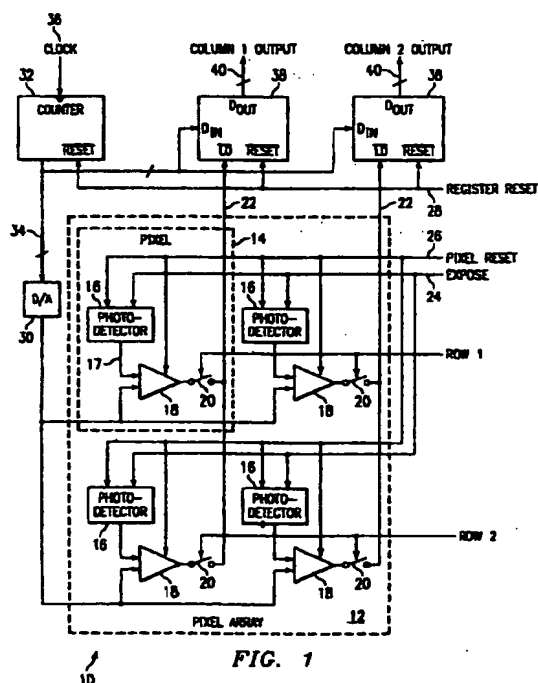 36
CLOCK
COLUMN 1 OUTPUT
COLUMN 2 OUTPUT
32
40
38
40
38
COUNTER
RESET
DOUT
DIN
LD
RESET
DOUT
DIN
LD
RESET
REGISTER RESET
28
22
22
34
PIXEL
14
26
PIXEL RESET
EXPOSE
24
D/A
30
16
PHOTO-
DETECTOR
16
PHOTO-
DETECTOR
17
ROW 1
18
20
18
20
PHOTO-
DETECTOR
16
16
PHOTO-
DETECTOR
ROW 2
18
20
18
20
12
PIXEL ARRAY
10
FIG. 1